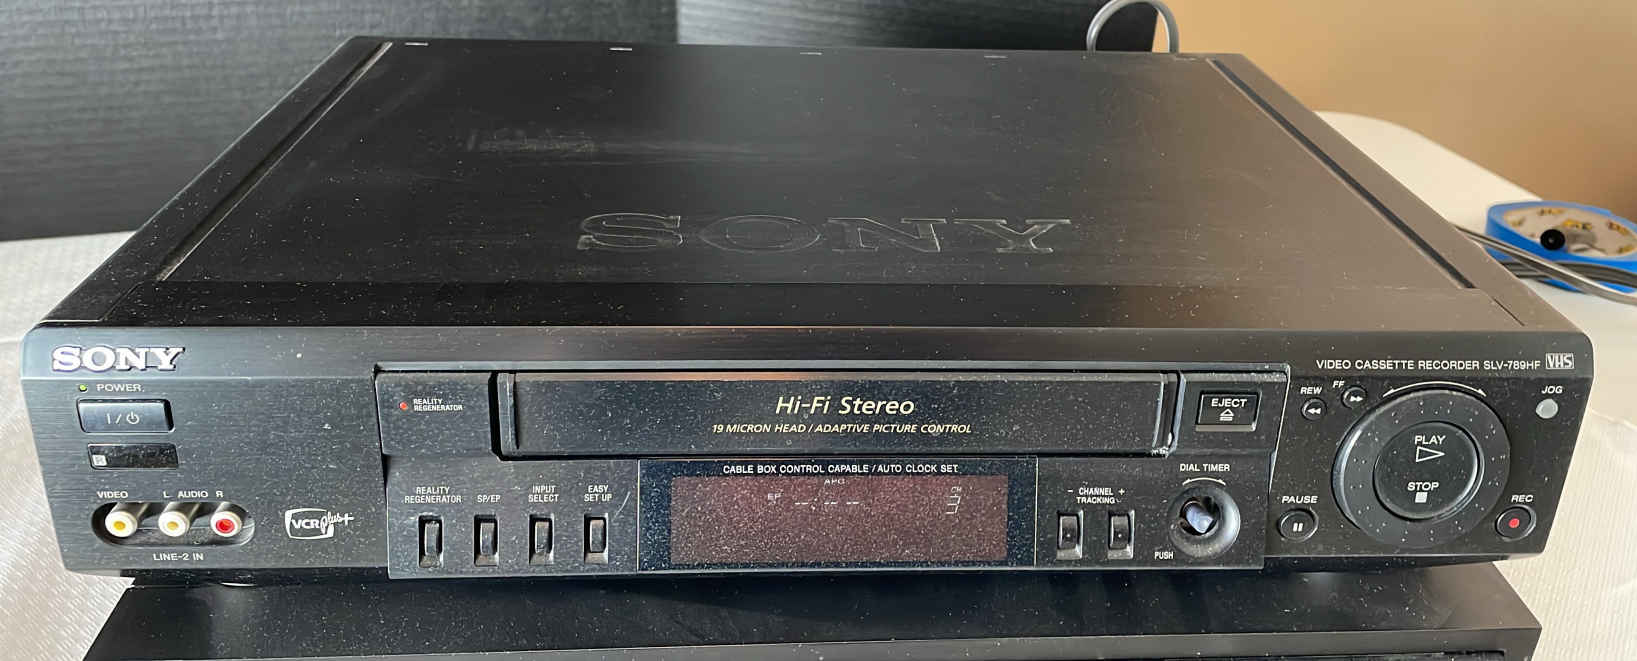 SONY
SONY
POWER
I /
VIDEO L AUDIO R
LINE-2 IN
VCR plus+
REALITY
REGENERATOR
Hi-Fi Stereo
19 MICRON HEAD / ADAPTIVE PICTURE CONTROL
EJECT
REALITY
REGENERATOR
SP/EP
INPUT
SELECT
EASY
SET UP
CABLE BOX CONTROL CAPABLE / AUTO CLOCK SET
APC
EP --:-- CH
3
- CHANNEL +
TRACKING
DIAL TIMER
PUSH
VIDEO CASSETTE RECORDER SLV-789HF VHS
REW FF
JOG
PLAY
STOP
PAUSE
REC